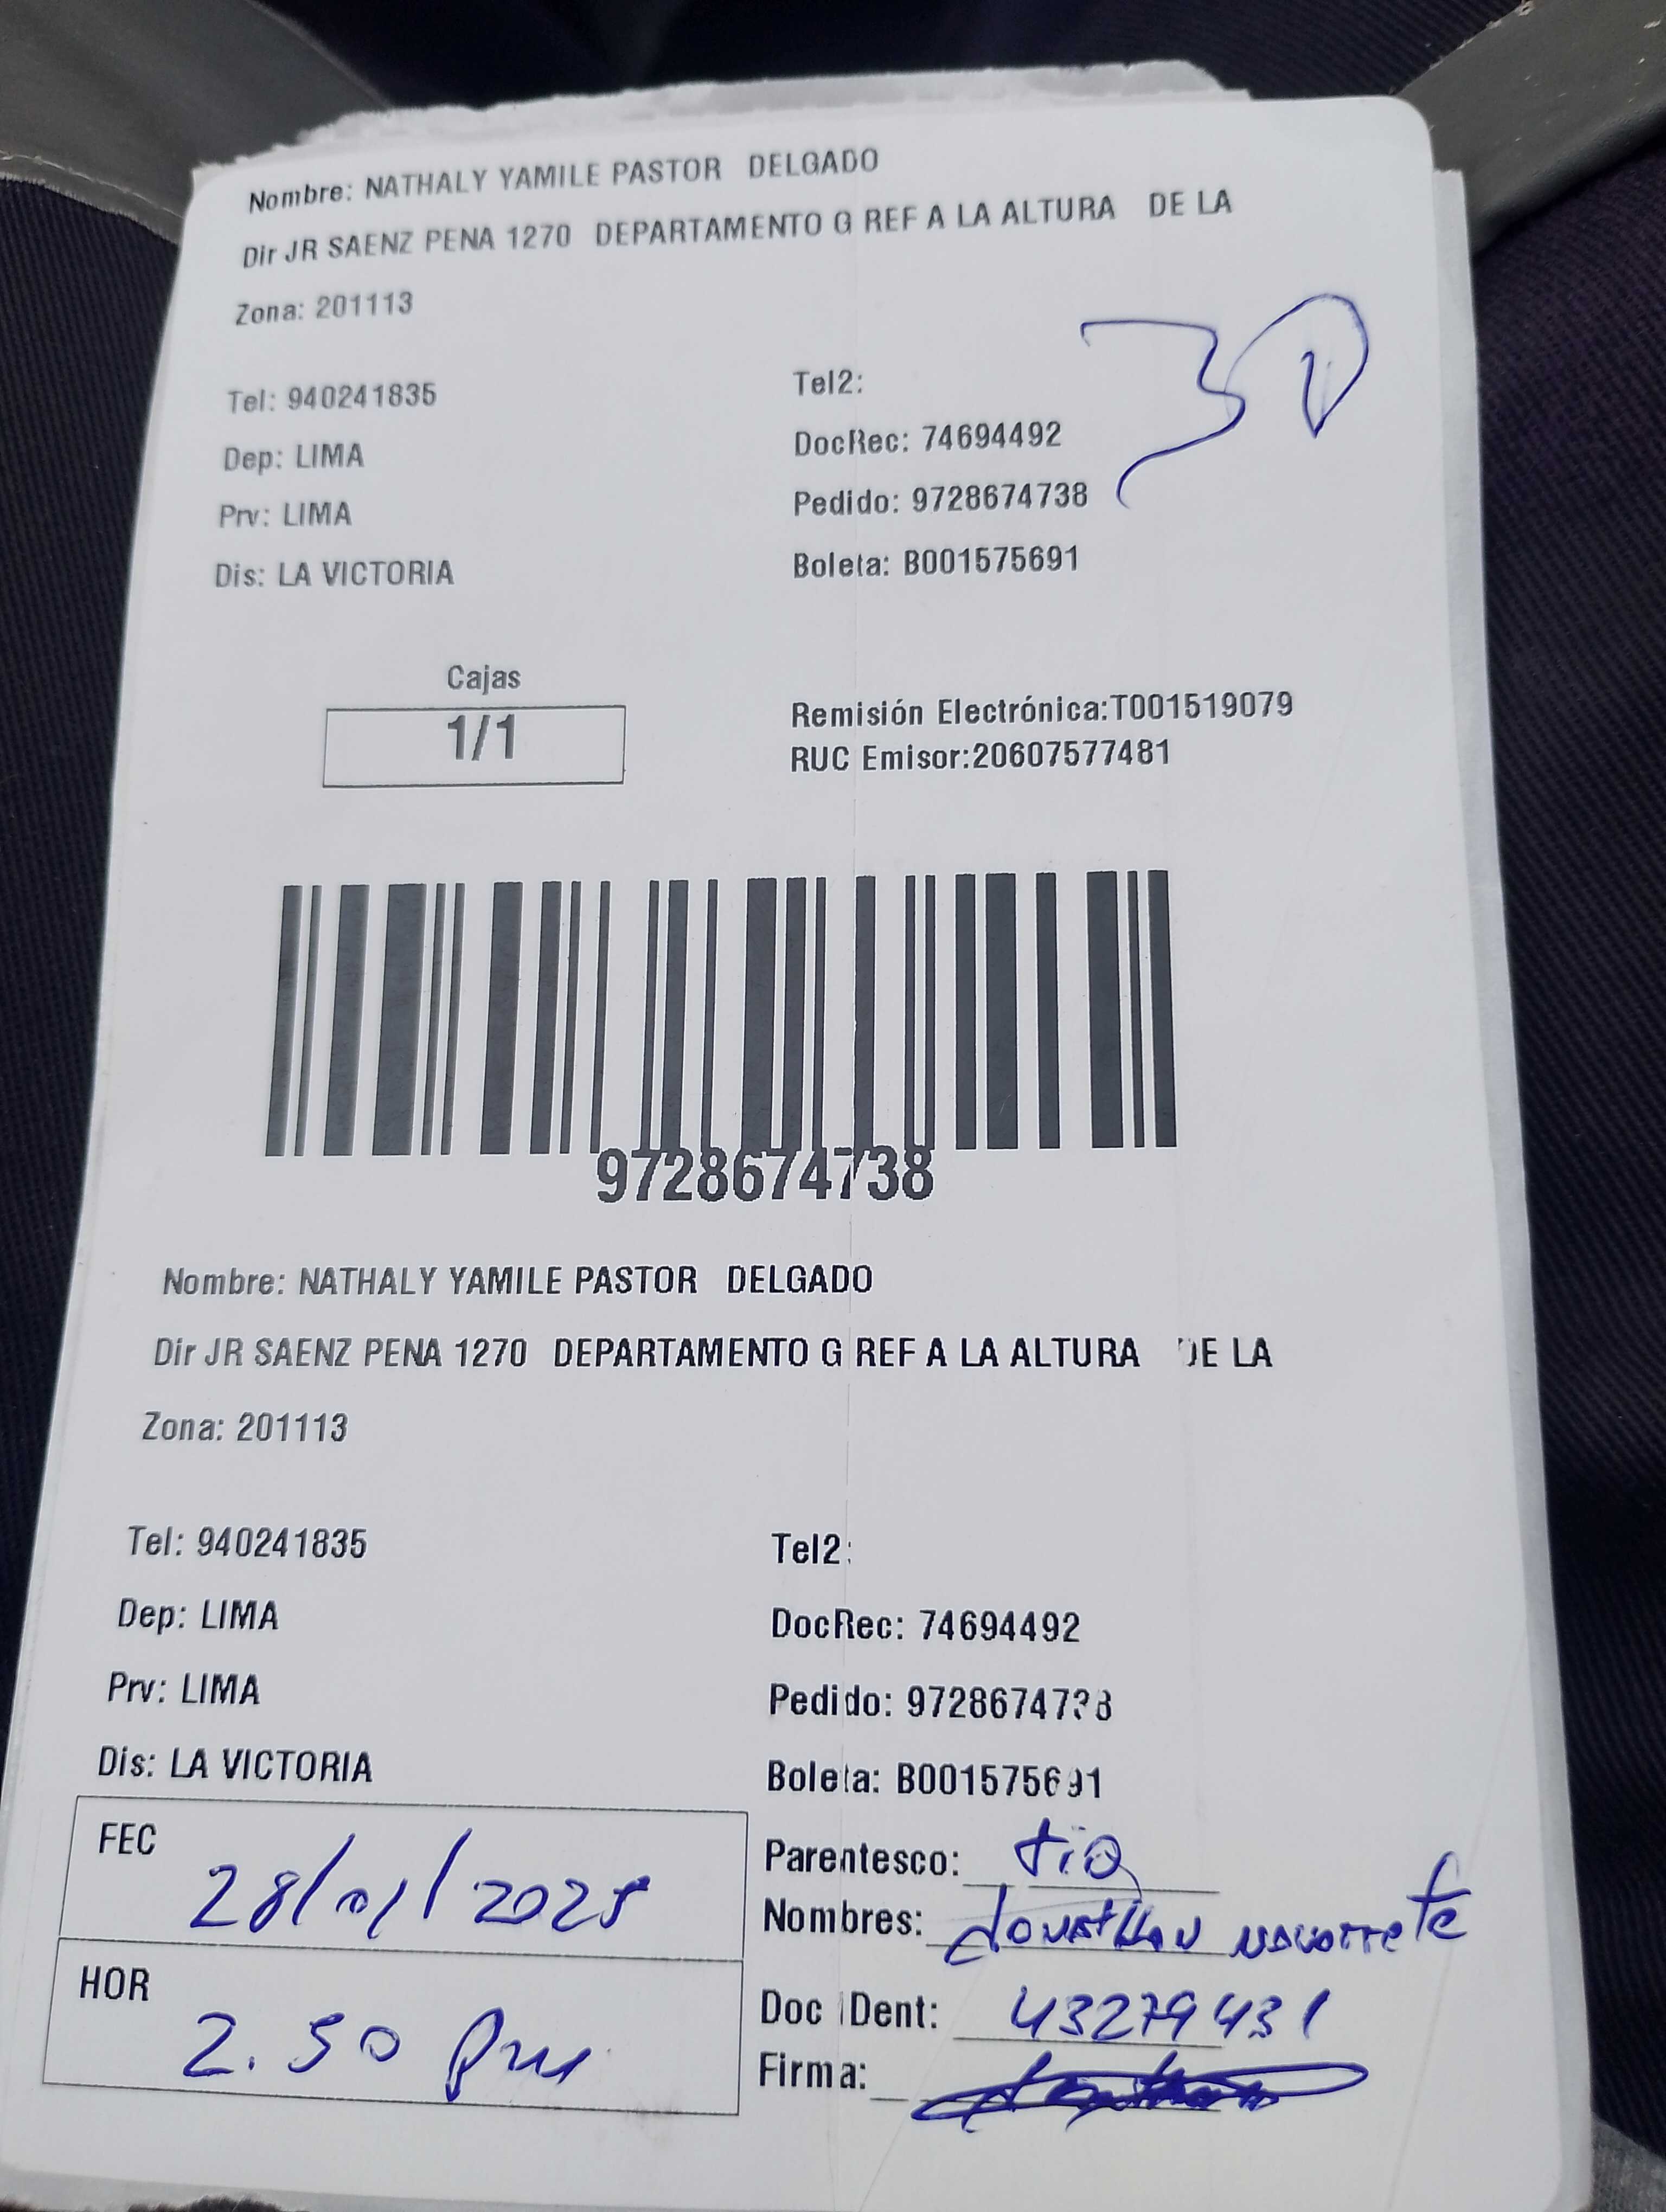 Nombre: NATHALY YAMILE PASTOR DELGADO
Dir JR SAENZ PENA 1270 DEPARTAMENTO G REF A LA ALTURA DE LA
Zona: 201113
Tel: 940241835 Tel2:
Dep: LIMA DocRec: 74694492
Prv: LIMA Pedido: 9728674738
Dis: LA VICTORIA Boleta: B001575691
Cajas
1/1
Remisión Electrónica:T001519079
RUC Emisor:20607577481
9728674738
Nombre: NATHALY YAMILE PASTOR DELGADO
Dir JR SAENZ PENA 1270 DEPARTAMENTO G REF A LA ALTURA DE LA
Zona: 201113
Tel: 940241835 Tel2:
Dep: LIMA DocRec: 74694492
Prv: LIMA Pedido: 9728674738
Dis: LA VICTORIA Boleta: B001575691
FEC 28/01/2025
HOR 2.50 pm
Parentesco: tio
Nombres: Jonathan navarrete
Doc IDent: 43279431
Firma: